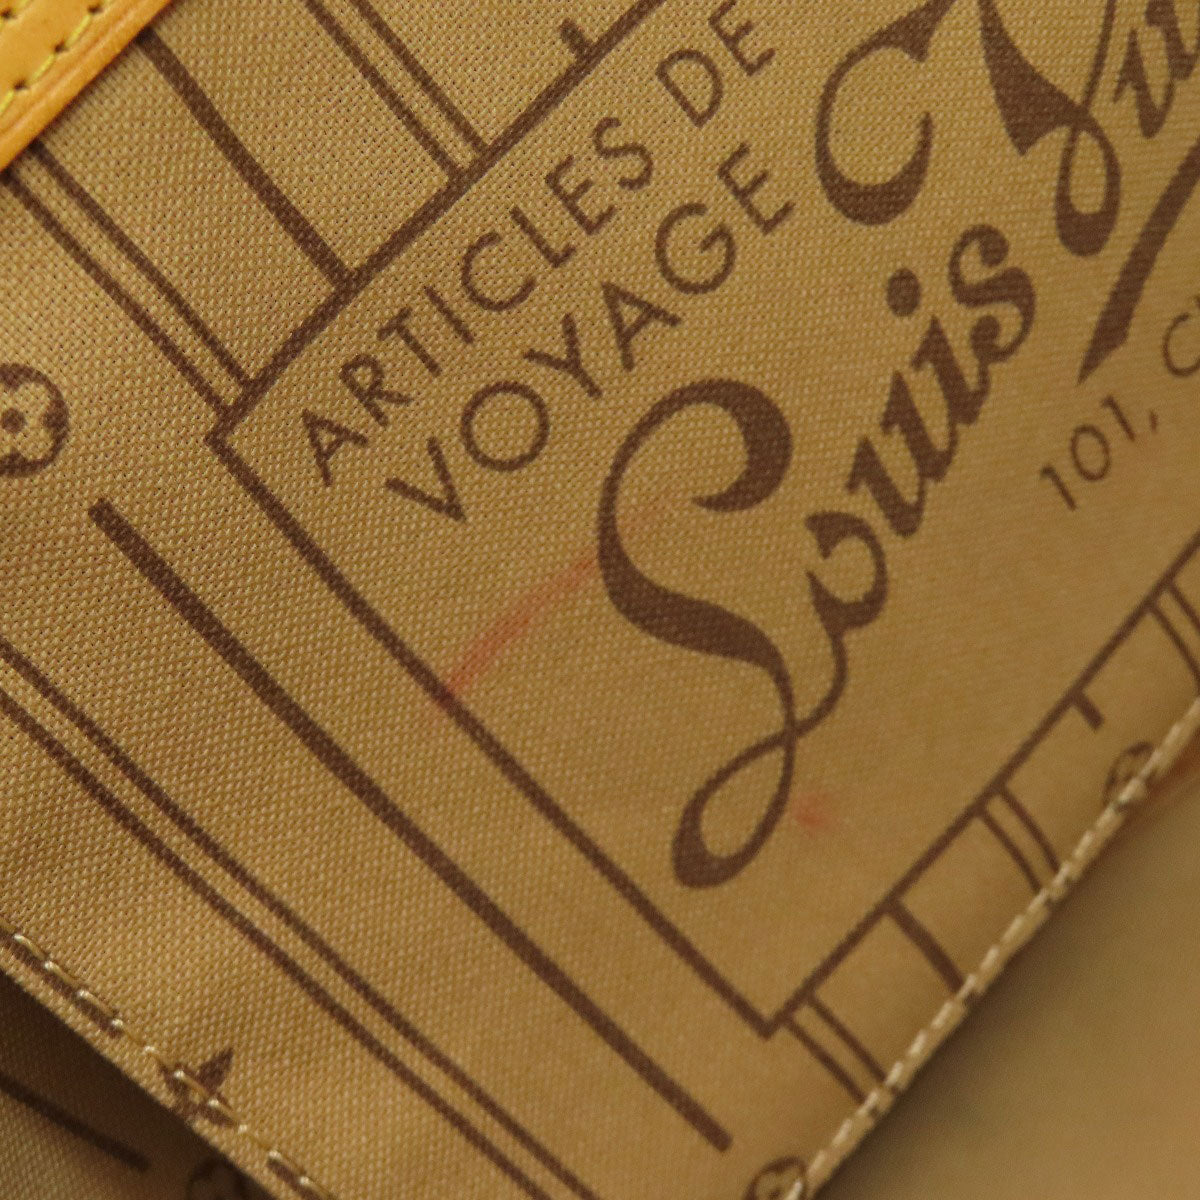 ARTICLES DE
VOYAGE
Louis
101,